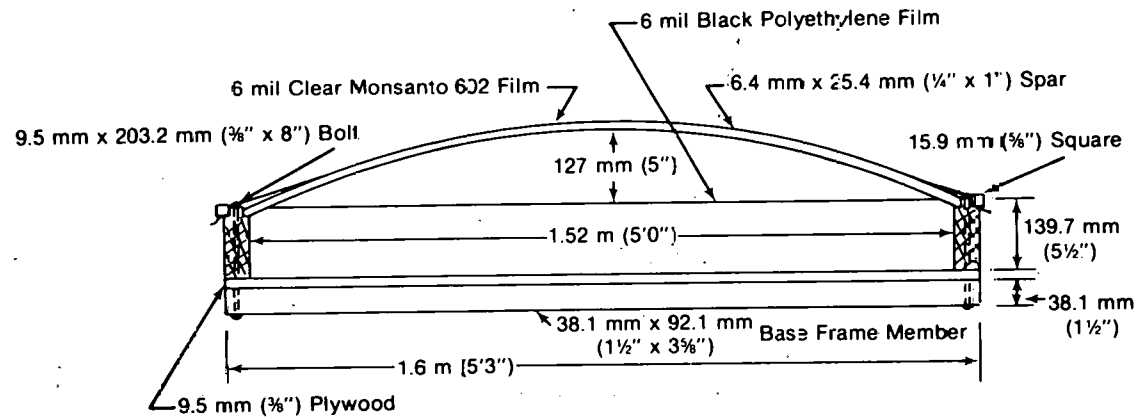 6 mil Black Polyethylene Film
6 mil Clear Monsanto 602 Film
6.4 mm x 25.4 mm (¼" x 1") Spar
9.5 mm x 203.2 mm (⅜" x 8") Bolt
15.9 mm (⅝") Square
127 mm (5")
1.52 m (5'0")
139.7 mm
(5½")
38.1 mm
(1½")
38.1 mm x 92.1 mm
(1½" x 3⅝")
Base Frame Member
1.6 m (5'3")
9.5 mm (⅜") Plywood